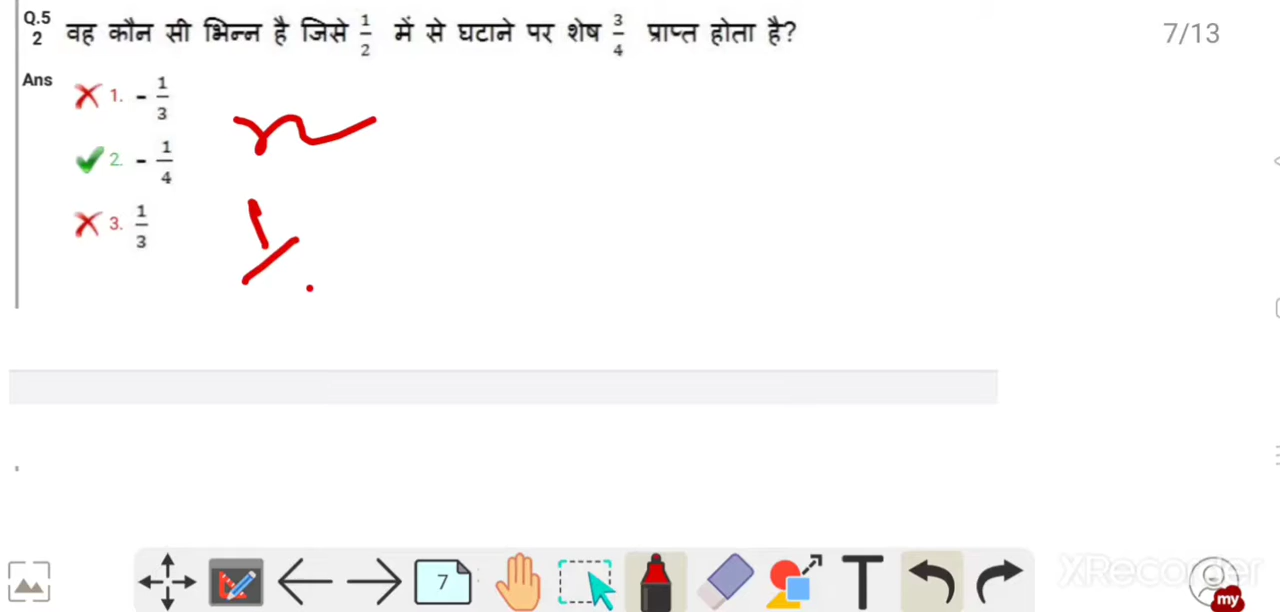 Q.5 वह कौन सी भिन्न है जिसे 1/2 में से घटाने पर शेष 3/4 प्राप्त होता है? 7/13
2
Ans
1. - 1/3
2. - 1/4
3. 1/3
7
XRecorder
my